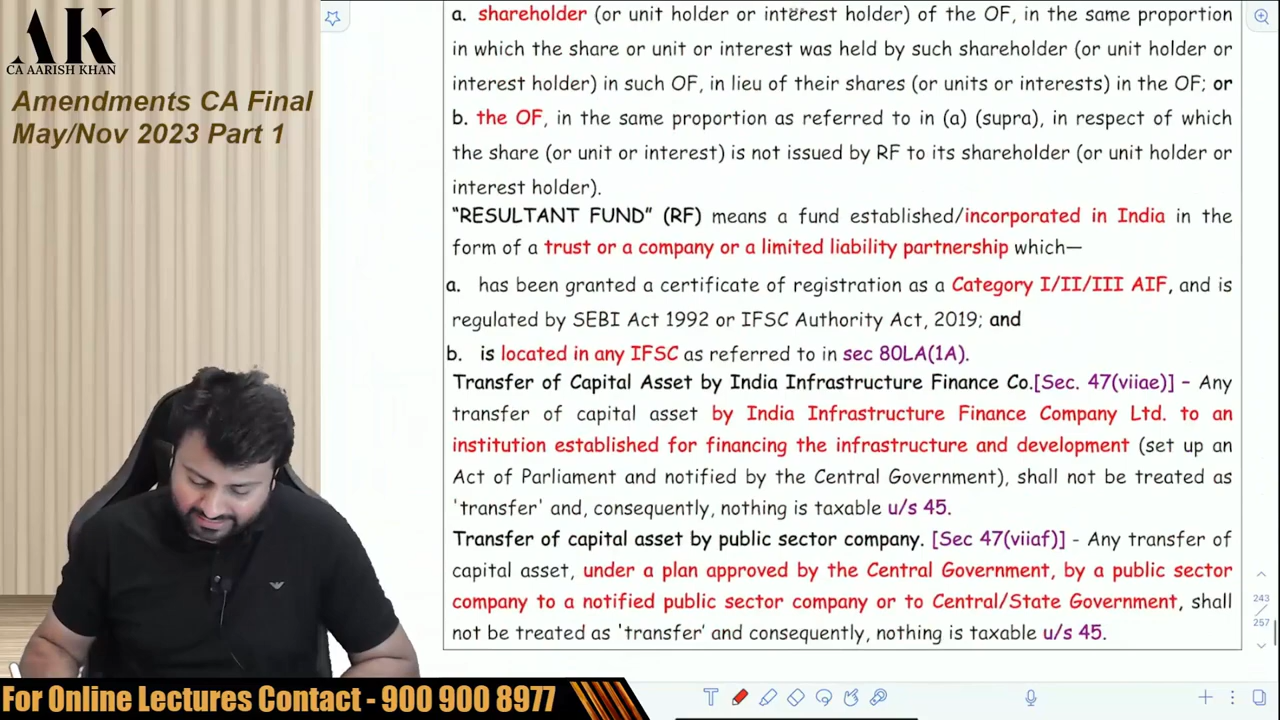 AK
CA AARISH KHAN
Amendments CA Final
May/Nov 2023 Part 1
a. shareholder (or unit holder or interest holder) of the OF, in the same proportion
in which the share or unit or interest was held by such shareholder (or unit holder or
interest holder) in such OF, in lieu of their shares (or units or interests) in the OF; or
b. the OF, in the same proportion as referred to in (a) (supra), in respect of which
the share (or unit or interest) is not issued by RF to its shareholder (or unit holder or
interest holder).
“RESULTANT FUND” (RF) means a fund established/incorporated in India in the
form of a trust or a company or a limited liability partnership which—
a. has been granted a certificate of registration as a Category I/II/III AIF, and is
regulated by SEBI Act 1992 or IFSC Authority Act, 2019; and
b. is located in any IFSC as referred to in sec 80LA(1A).
Transfer of Capital Asset by India Infrastructure Finance Co.[Sec. 47(viiae)] – Any
transfer of capital asset by India Infrastructure Finance Company Ltd. to an
institution established for financing the infrastructure and development (set up an
Act of Parliament and notified by the Central Government), shall not be treated as
'transfer' and, consequently, nothing is taxable u/s 45.
Transfer of capital asset by public sector company. [Sec 47(viiaf)] - Any transfer of
capital asset, under a plan approved by the Central Government, by a public sector
company to a notified public sector company or to Central/State Government, shall
not be treated as 'transfer' and consequently, nothing is taxable u/s 45.
243
257
For Online Lectures Contact - 900 900 8977